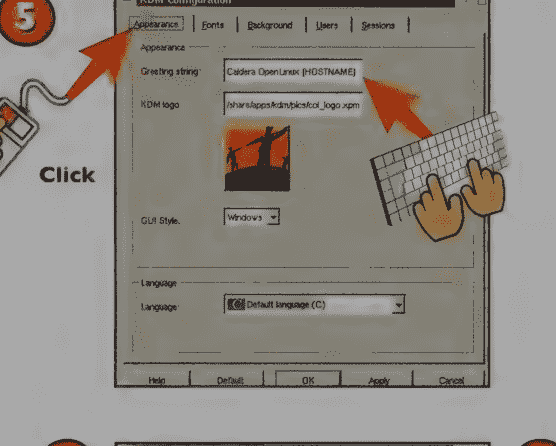 5
KDM Configuration
Appearance Fonts Background Users Sessions
Appearance
Greeting string: Caldera OpenLinux [HOSTNAME]
KDM logo: /share/apps/kdm/pics/col_logo.xpm
Click
GUI Style: Windows
Language
Language: Default language (C)
Help Default OK Apply Cancel